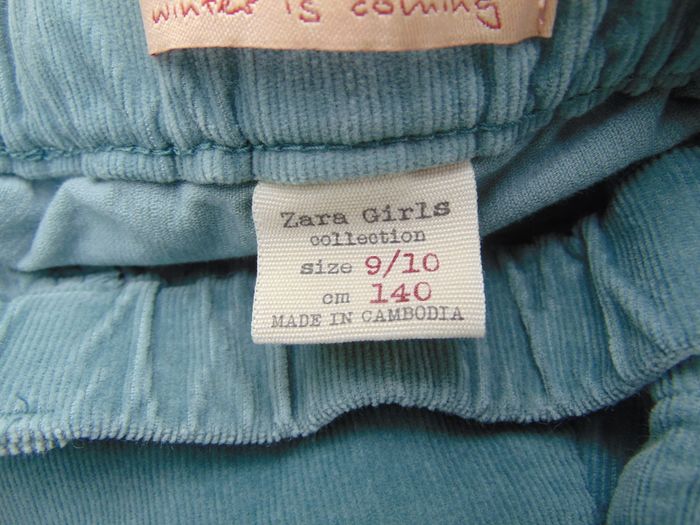 winter is coming
Zara Girls
collection
size 9/10
cm 140
MADE IN CAMBODIA